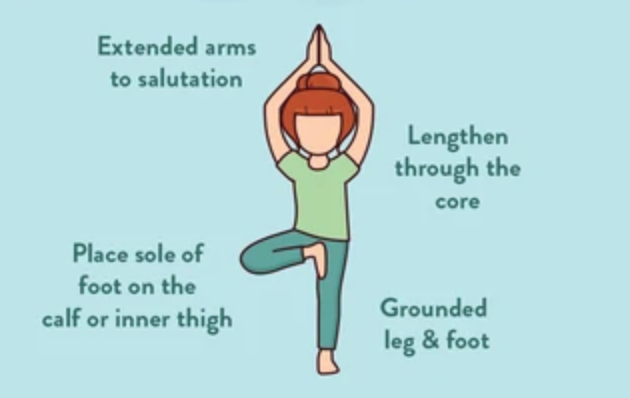 Extended arms
to salutation
Lengthen
through the
core
Place sole of
foot on the
calf or inner thigh
Grounded
leg & foot